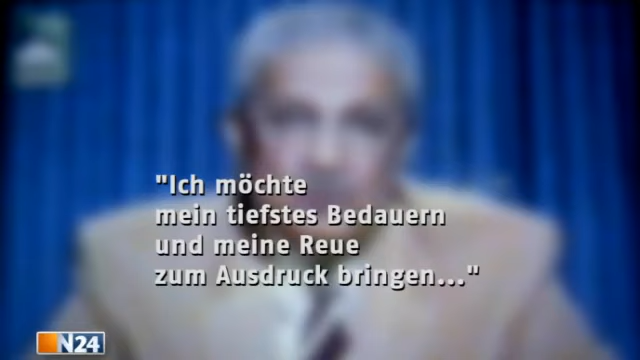 "Ich möchte
mein tiefstes Bedauern
und meine Reue
zum Ausdruck bringen..."
N24